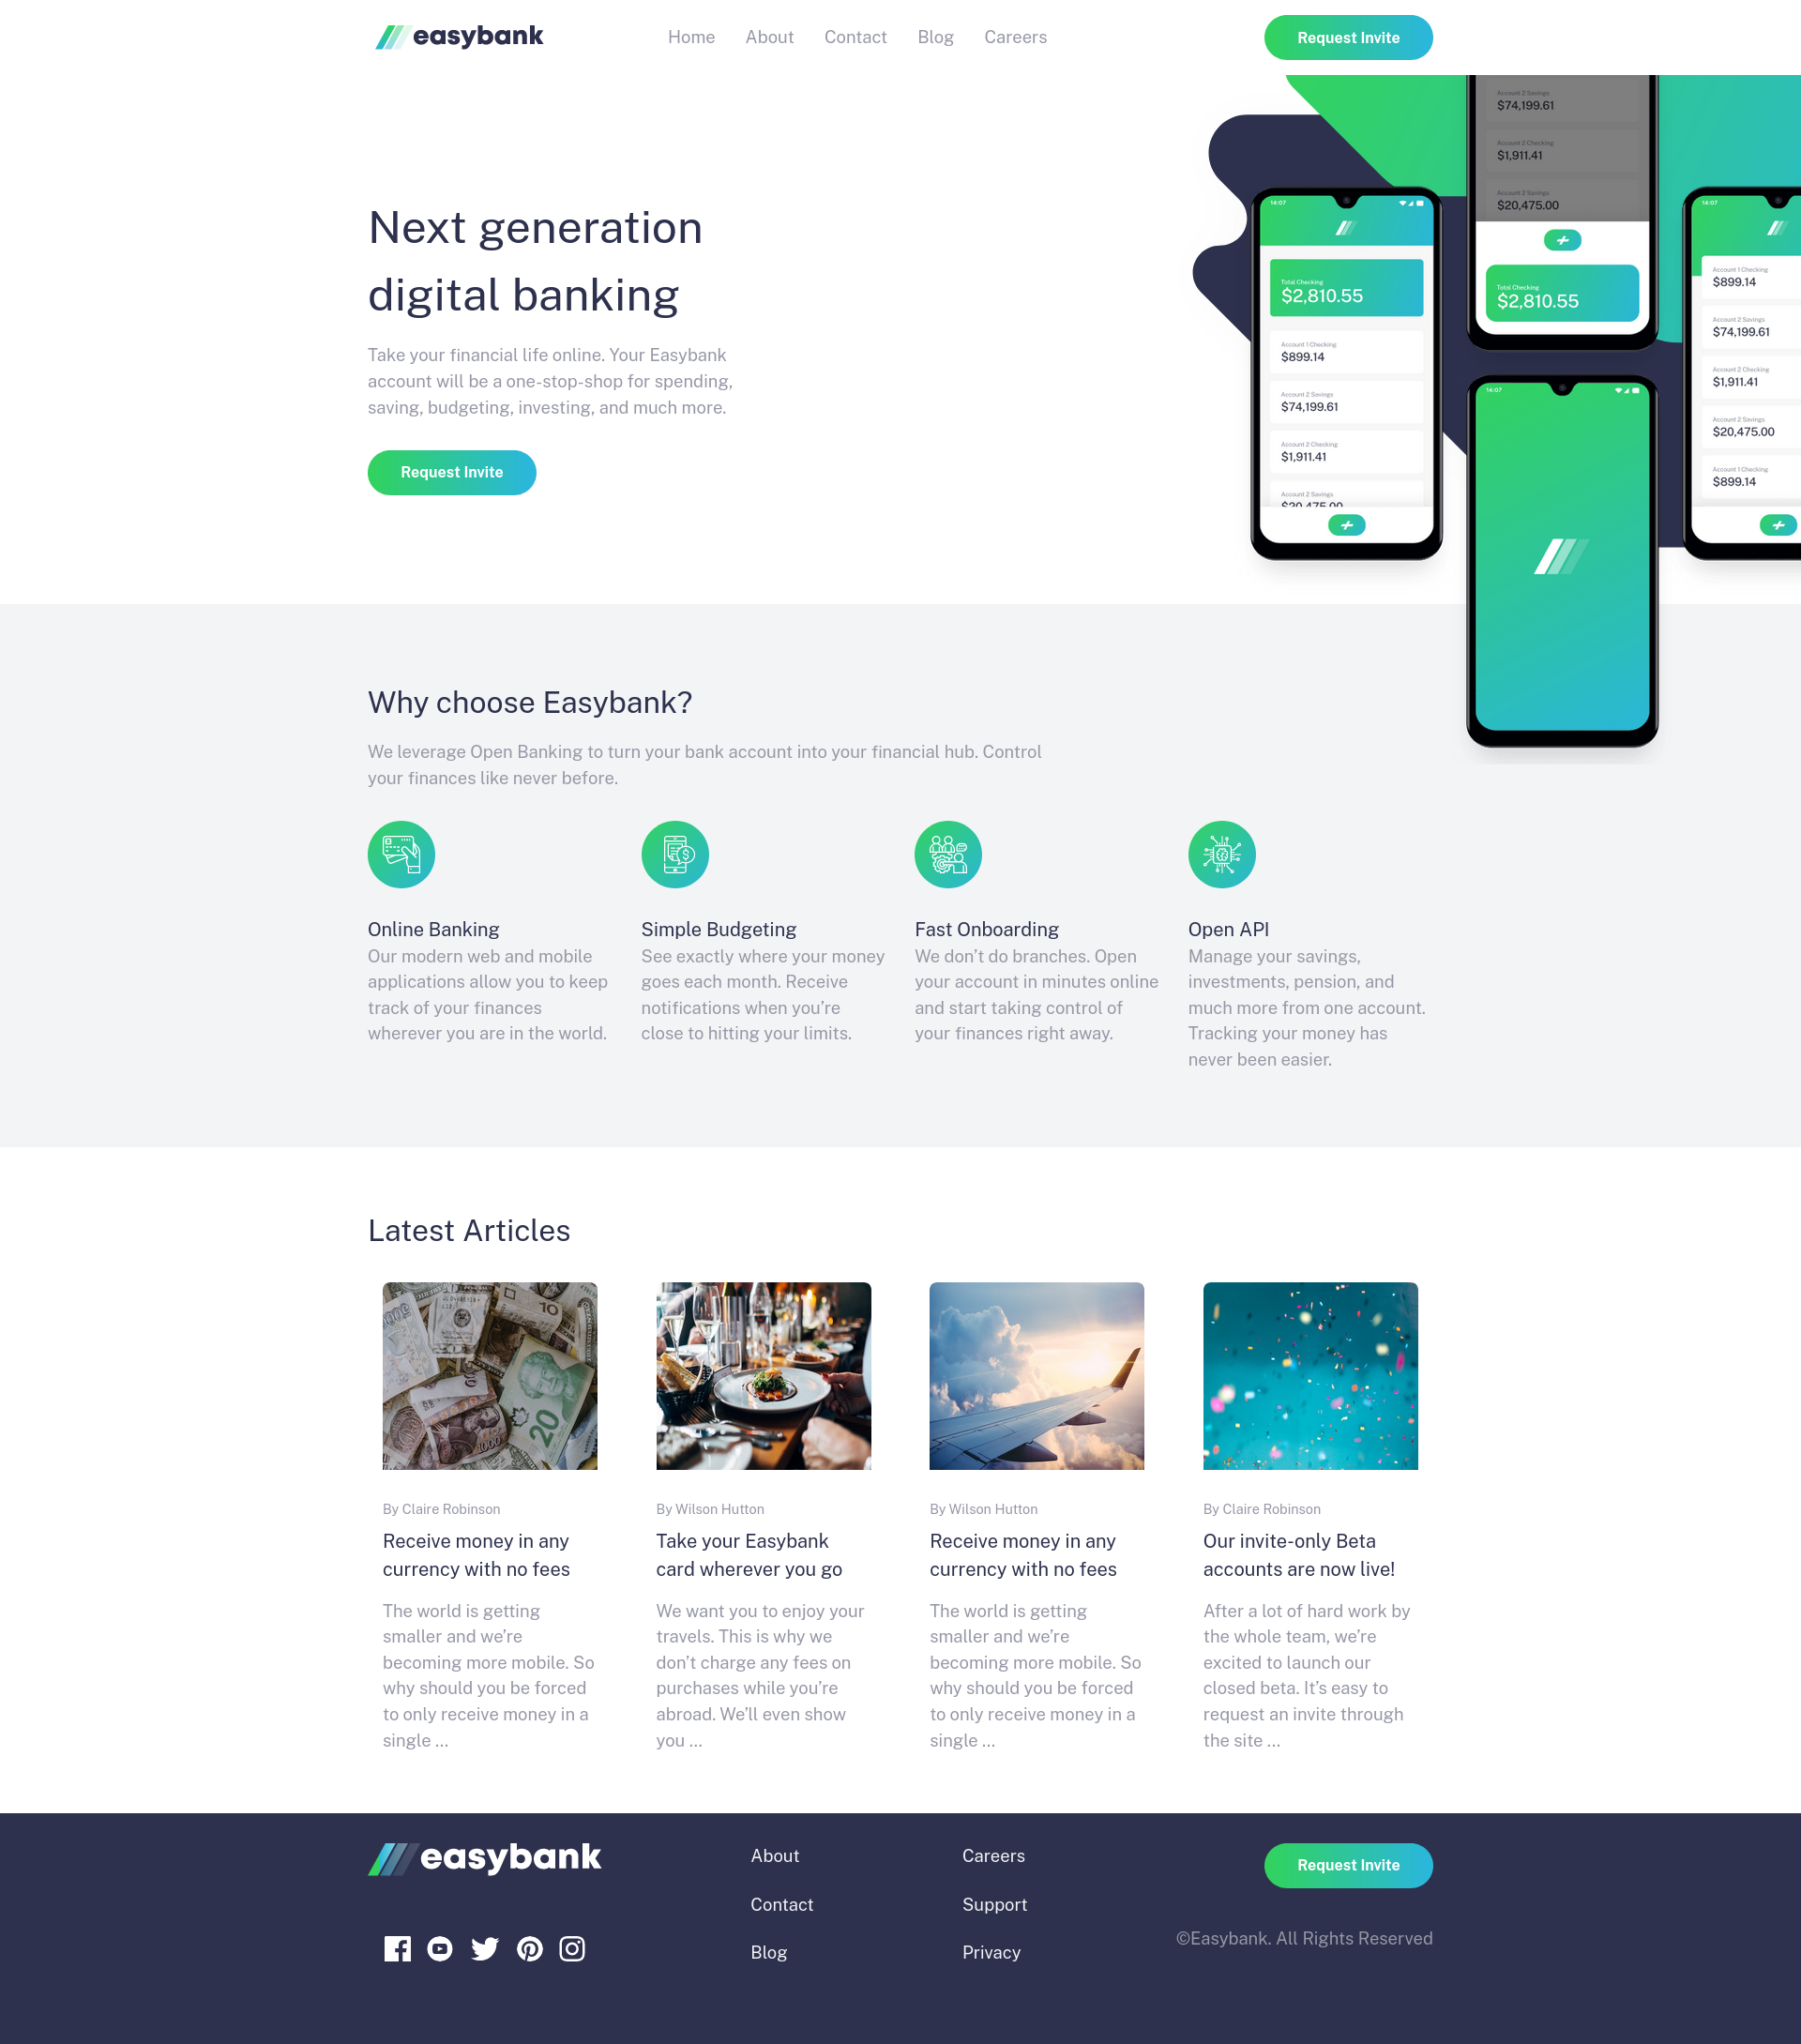 easybank
Home
About
Contact
Blog
Careers
Request Invite
Next generation
digital banking
Take your financial life online. Your Easybank
account will be a one-stop-shop for spending,
saving, budgeting, investing, and much more.
Request Invite
Account 2 Savings
$74,199.61
Account 2 Checking
$1,911.41
Account 2 Savings
$20,475.00
Total Checking
$2,810.55
14:07
Total Checking
$2,810.55
Account 1 Checking
$899.14
Account 2 Savings
$74,199.61
Account 2 Checking
$1,911.41
Account 2 Savings
$20,475.00
14:07
Account 1 Checking
$899.14
Account 2 Savings
$74,199.61
Account 2 Checking
$1,911.41
Account 2 Savings
$20,475.00
Account 1 Checking
$899.14
14:07
Why choose Easybank?
We leverage Open Banking to turn your bank account into your financial hub. Control
your finances like never before.
Online Banking
Our modern web and mobile
applications allow you to keep
track of your finances
wherever you are in the world.
Simple Budgeting
See exactly where your money
goes each month. Receive
notifications when you’re
close to hitting your limits.
Fast Onboarding
We don’t do branches. Open
your account in minutes online
and start taking control of
your finances right away.
Open API
Manage your savings,
investments, pension, and
much more from one account.
Tracking your money has
never been easier.
Latest Articles
10
20
1000
By Claire Robinson
Receive money in any
currency with no fees
The world is getting
smaller and we’re
becoming more mobile. So
why should you be forced
to only receive money in a
single …
By Wilson Hutton
Take your Easybank
card wherever you go
We want you to enjoy your
travels. This is why we
don’t charge any fees on
purchases while you’re
abroad. We’ll even show
you …
By Wilson Hutton
Receive money in any
currency with no fees
The world is getting
smaller and we’re
becoming more mobile. So
why should you be forced
to only receive money in a
single …
By Claire Robinson
Our invite-only Beta
accounts are now live!
After a lot of hard work by
the whole team, we’re
excited to launch our
closed beta. It’s easy to
request an invite through
the site …
easybank
About
Contact
Blog
Careers
Support
Privacy
Request Invite
©Easybank. All Rights Reserved